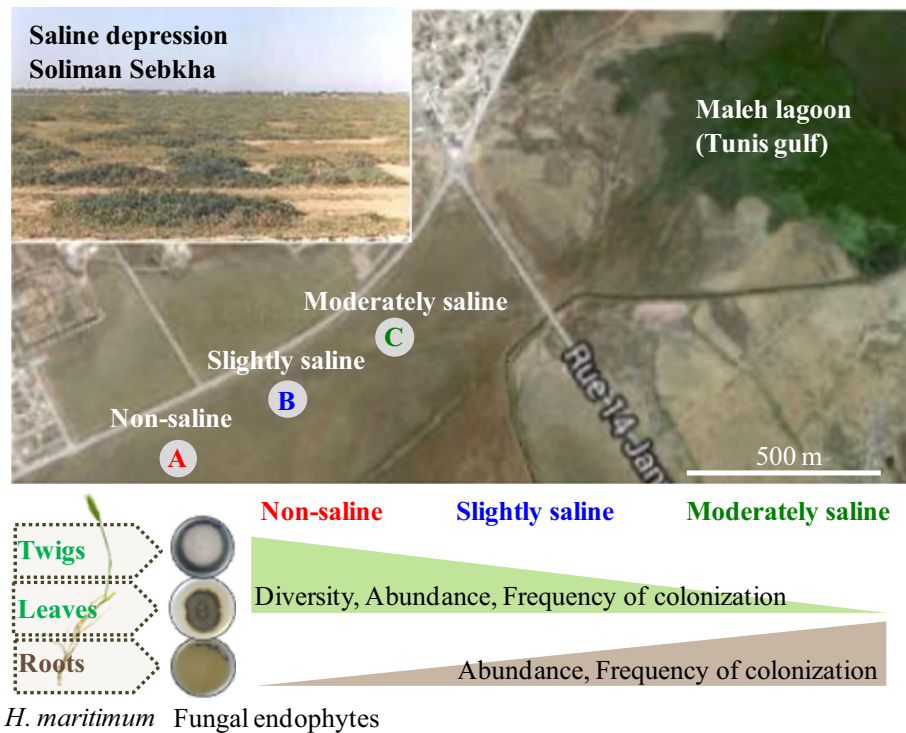 Saline depression
Soliman Sebkha
Maleh lagoon
(Tunis gulf)
Moderately saline
C
Slightly saline
B
Non-saline
A
Rue 14 Jan
500 m
Non-saline Slightly saline Moderately saline
Twigs
Leaves
Roots
Diversity, Abundance, Frequency of colonization
Abundance, Frequency of colonization
H. maritimum Fungal endophytes